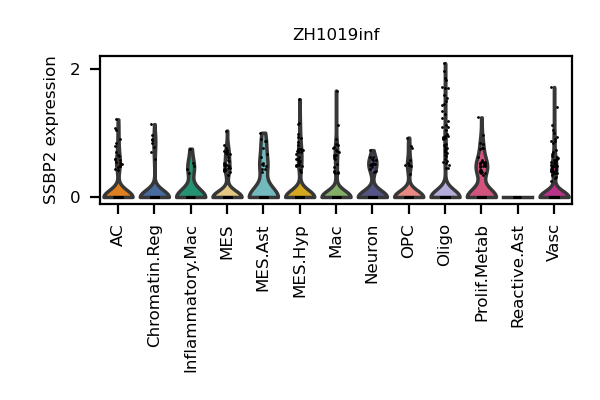 ZH1019inf
SSBP2 expression
2
0
AC
Chromatin.Reg
Inflammatory.Mac
MES
MES.Ast
MES.Hyp
Mac
Neuron
OPC
Oligo
Prolif.Metab
Reactive.Ast
Vasc